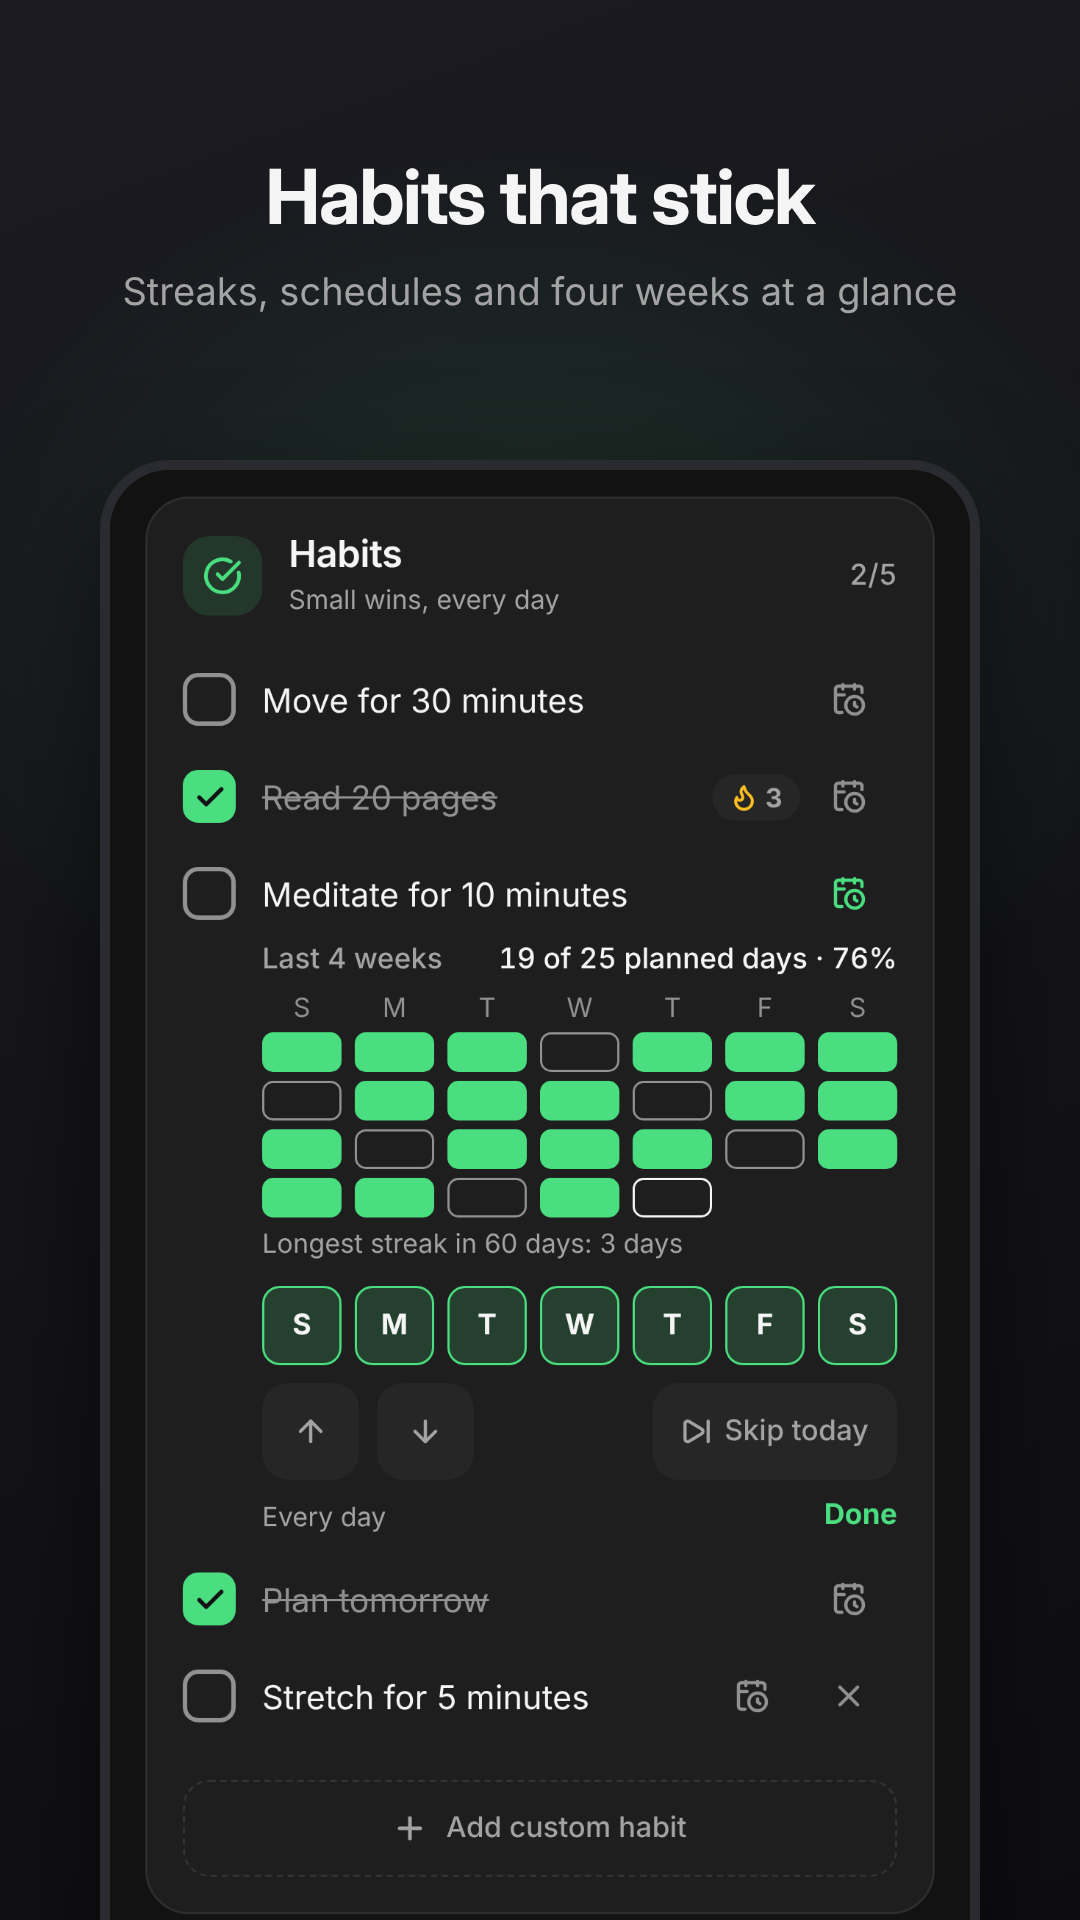 Habits that stick
Streaks, schedules and four weeks at a glance
Habits
Small wins, every day
2/5
Move for 30 minutes
Read 20 pages
3
Meditate for 10 minutes
Last 4 weeks
19 of 25 planned days · 76%
S M T W T F S
Longest streak in 60 days: 3 days
S M T W T F S
Skip today
Every day
Done
Plan tomorrow
Stretch for 5 minutes
Add custom habit